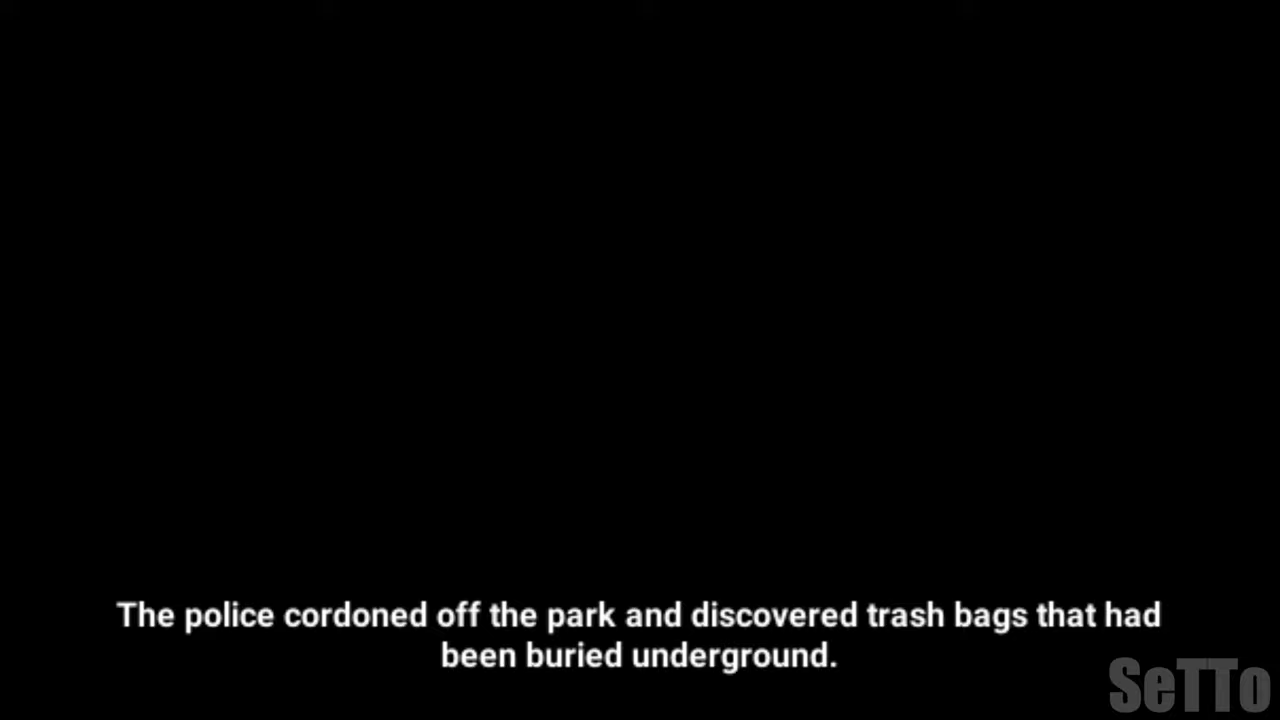 The police cordoned off the park and discovered trash bags that had
been buried underground.
SeTTo